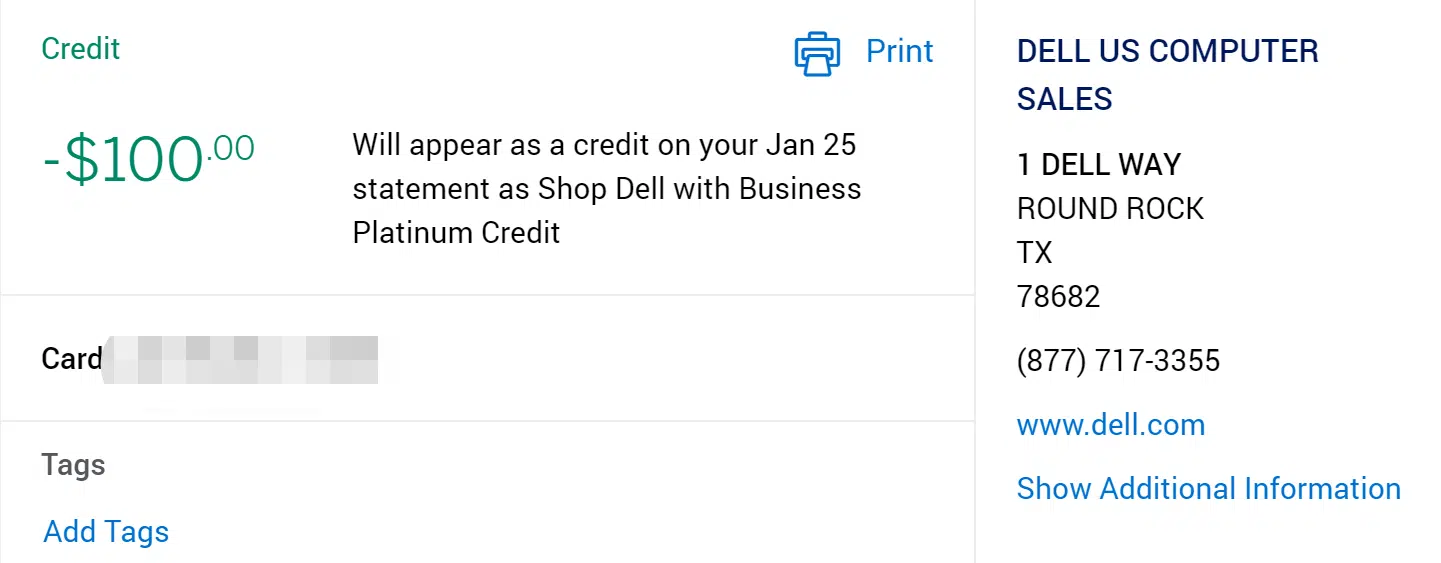 Credit
Print
-$100.00
Will appear as a credit on your Jan 25
statement as Shop Dell with Business
Platinum Credit
Card
Tags
Add Tags
DELL US COMPUTER
SALES
1 DELL WAY
ROUND ROCK
TX
78682
(877) 717-3355
www.dell.com
Show Additional Information